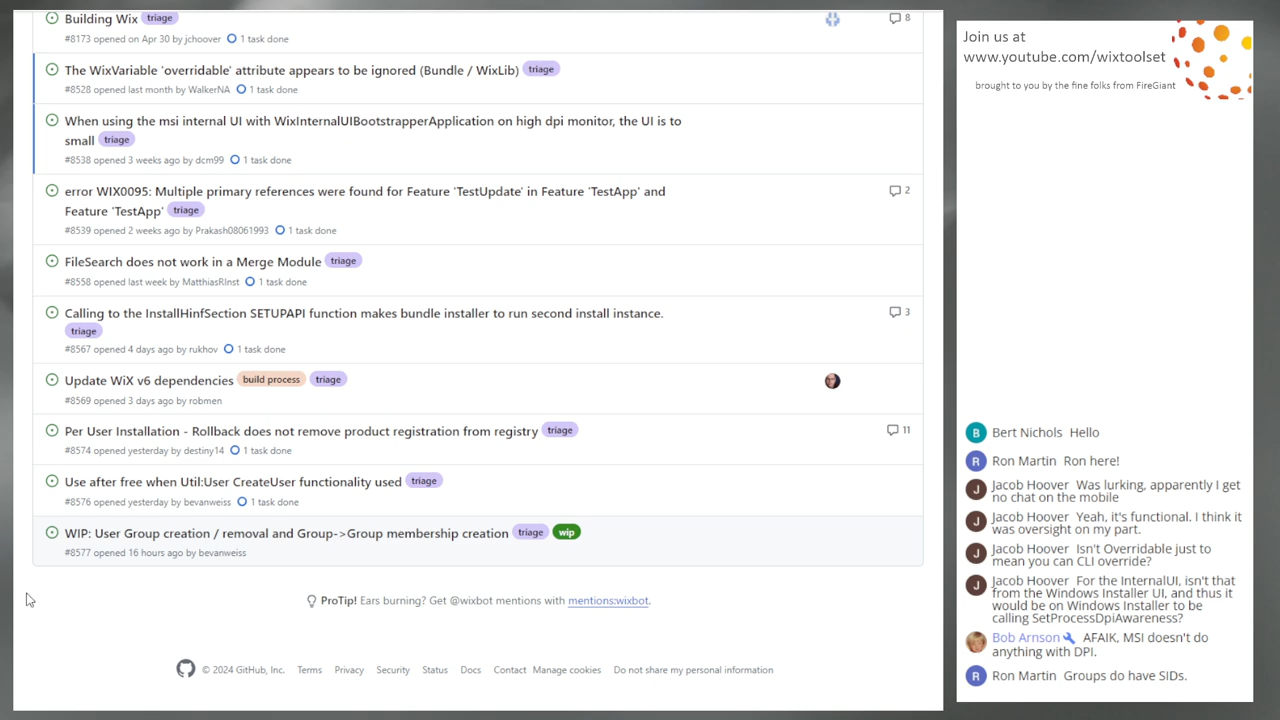 Building Wix triage 8
#8173 opened on Apr 30 by jchoover 1 task done
The WixVariable 'overridable' attribute appears to be ignored (Bundle / WixLib) triage
#8528 opened last month by WalkerNA 1 task done
When using the msi internal UI with WixInternalUIBootstrapperApplication on high dpi monitor, the UI is to
small triage
#8538 opened 3 weeks ago by dcm99 1 task done
error WIX0095: Multiple primary references were found for Feature 'TestUpdate' in Feature 'TestApp' and 2
Feature 'TestApp' triage
#8539 opened 2 weeks ago by Prakash08061993 1 task done
FileSearch does not work in a Merge Module triage
#8558 opened last week by MatthiasRInst 1 task done
Calling to the InstallHinfSection SETUPAPI function makes bundle installer to run second install instance. 3
triage
#8567 opened 4 days ago by rukhov 1 task done
Update WiX v6 dependencies build process triage
#8569 opened 3 days ago by robmen
Per User Installation - Rollback does not remove product registration from registry triage 11
#8574 opened yesterday by destiny14 1 task done
Use after free when Util:User CreateUser functionality used triage
#8576 opened yesterday by bevanweiss 1 task done
WIP: User Group creation / removal and Group->Group membership creation triage wip
#8577 opened 16 hours ago by bevanweiss
ProTip! Ears burning? Get @wixbot mentions with mentions:wixbot.
© 2024 GitHub, Inc. Terms Privacy Security Status Docs Contact Manage cookies Do not share my personal information
Join us at
www.youtube.com/wixtoolset
brought to you by the fine folks from FireGiant
B Bert Nichols Hello
R Ron Martin Ron here!
J Jacob Hoover Was lurking, apparently I get
no chat on the mobile
J Jacob Hoover Yeah, it's functional. I think it
was oversight on my part.
J Jacob Hoover Isn't Overridable just to
mean you can CLI override?
J Jacob Hoover For the InternalUI, isn't that
from the Windows Installer UI, and thus it
would be on Windows Installer to be
calling SetProcessDpiAwareness?
Bob Arnson AFAIK, MSI doesn't do
anything with DPI.
R Ron Martin Groups do have SIDs.